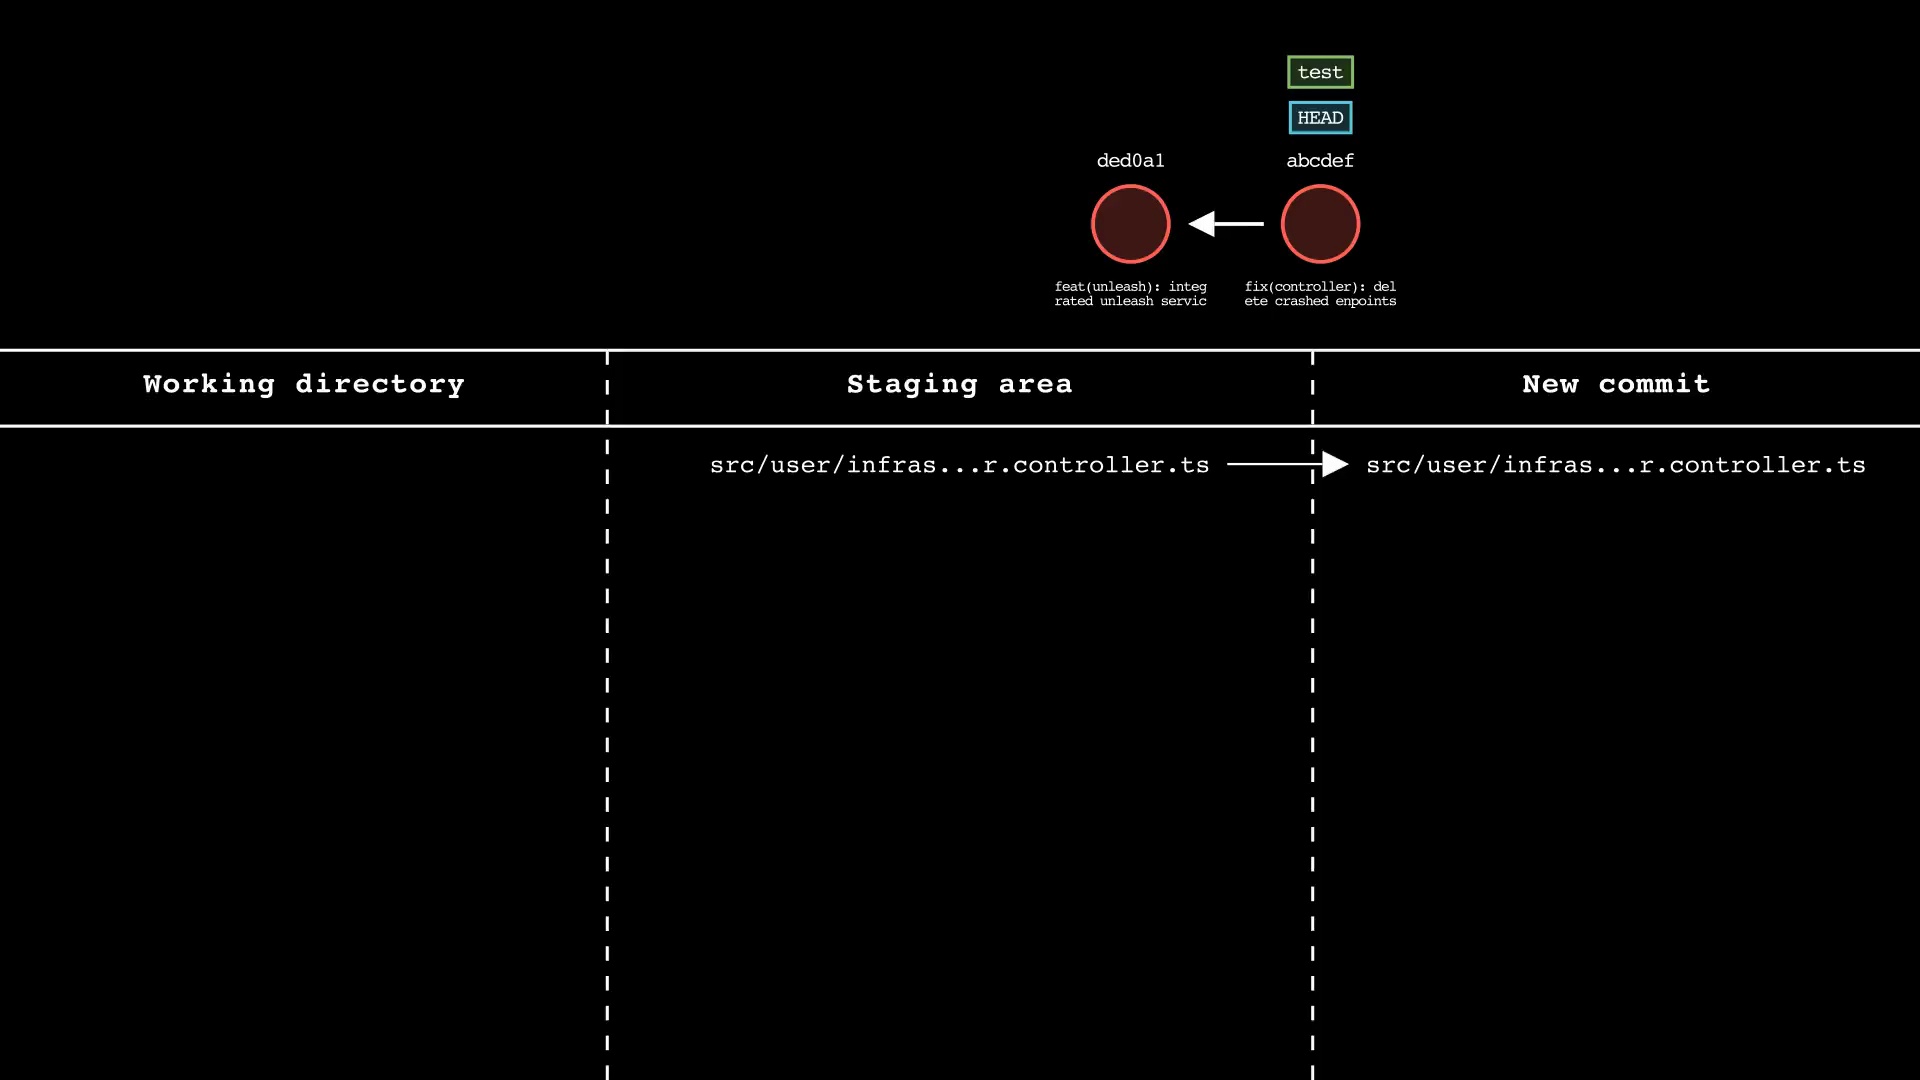 test
HEAD
ded0a1
abcdef
feat(unleash): integ
rated unleash servic
fix(controller): del
ete crashed enpoints
Working directory
Staging area
New commit
src/user/infras...r.controller.ts
src/user/infras...r.controller.ts